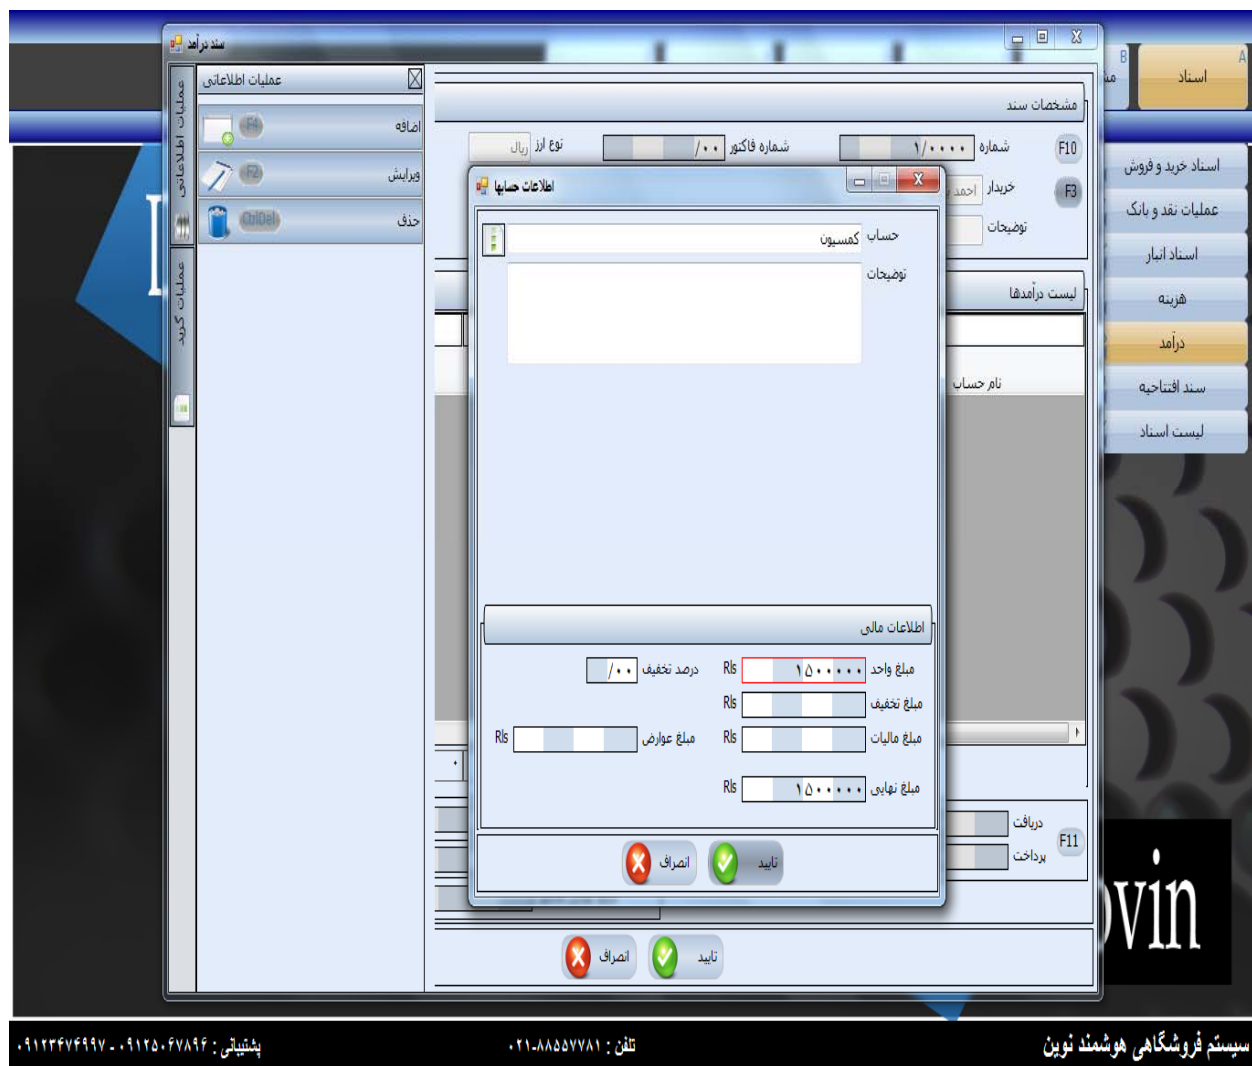 سند درآمد
A
اسناد
B
عملیات اطلاعاتی
عملیات اطلاعاتی
عملیات گرید
اضافه F4
ویرایش F2
حذف CtrlDel
مشخصات سند
F10 شماره ۱/۰۰۰۰ شماره فاکتور /۰۰ نوع ارز ریال
F3 خریدار احمد
توضیحات
اسناد خرید و فروش
عملیات نقد و بانک
اسناد انبار
هزینه
درآمد
سند افتتاحیه
لیست اسناد
لیست درآمدها
نام حساب
اطلاعات حسابها
حساب کمسیون
توضیحات
اطلاعات مالی
مبلغ واحد ۱۵۰۰۰۰۰ Rls درصد تخفیف /۰۰
مبلغ تخفیف Rls
مبلغ مالیات Rls مبلغ عوارض Rls
مبلغ نهایی ۱۵۰۰۰۰۰ Rls
تایید انصراف
۰
F11 دریافت
پرداخت
تایید انصراف
ovin
سیستم فروشگاهی هوشمند نوین
تلفن : ۸۸۵۵۷۷۸۱-۰۲۱
پشتیبانی : ۰۹۱۲۵۰۶۷۸۹۶ - ۰۹۱۲۳۴۷۴۹۹۷